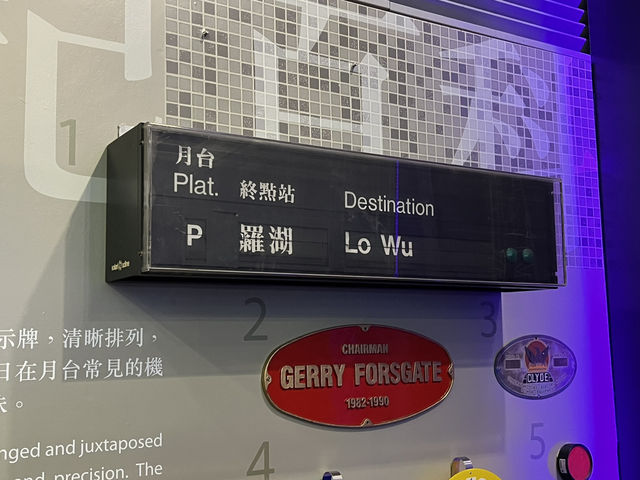 1
月台
Plat. 終點站 Destination
P 羅湖 Lo Wu
示牌，清晰排列，
日在月台常見的機
。
nged and juxtaposed
and precision. The
2
CHAIRMAN
GERRY FORSGATE
1982-1990
3
CLYDE
4
5